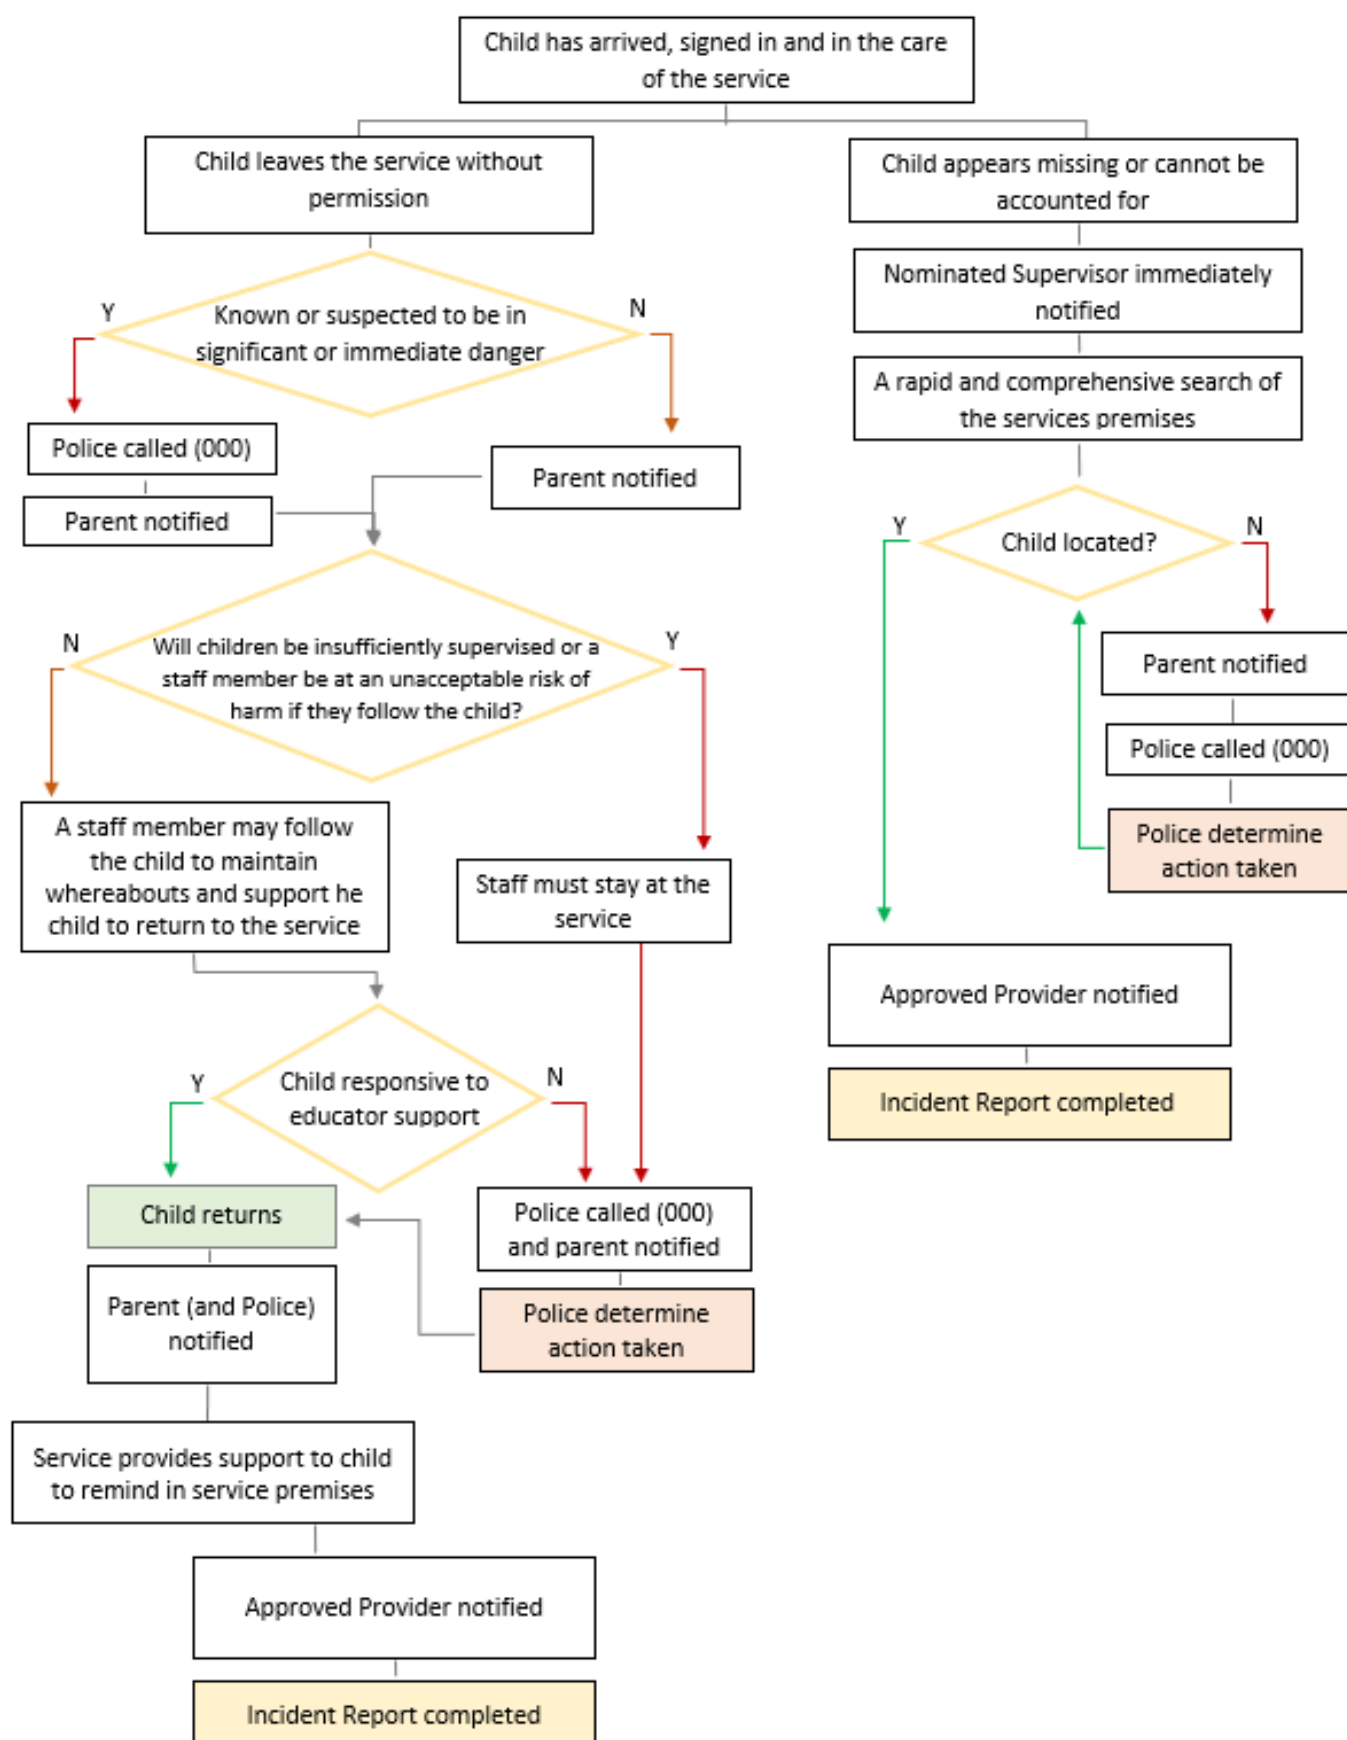 Child has arrived, signed in and in the care
of the service
Child leaves the service without
permission
Y
N
Known or suspected to be in
significant or immediate danger
Police called (000)
Parent notified
Parent notified
N
Y
Will children be insufficiently supervised or a
staff member be at an unacceptable risk of
harm if they follow the child?
A staff member may follow
the child to maintain
whereabouts and support he
child to return to the service
Staff must stay at the
service
Y
N
Child responsive to
educator support
Child returns
Police called (000)
and parent notified
Parent (and Police)
notified
Police determine
action taken
Service provides support to child
to remind in service premises
Approved Provider notified
Incident Report completed
Child appears missing or cannot be
accounted for
Nominated Supervisor immediately
notified
A rapid and comprehensive search of
the services premises
Y
N
Child located?
Parent notified
Police called (000)
Police determine
action taken
Approved Provider notified
Incident Report completed